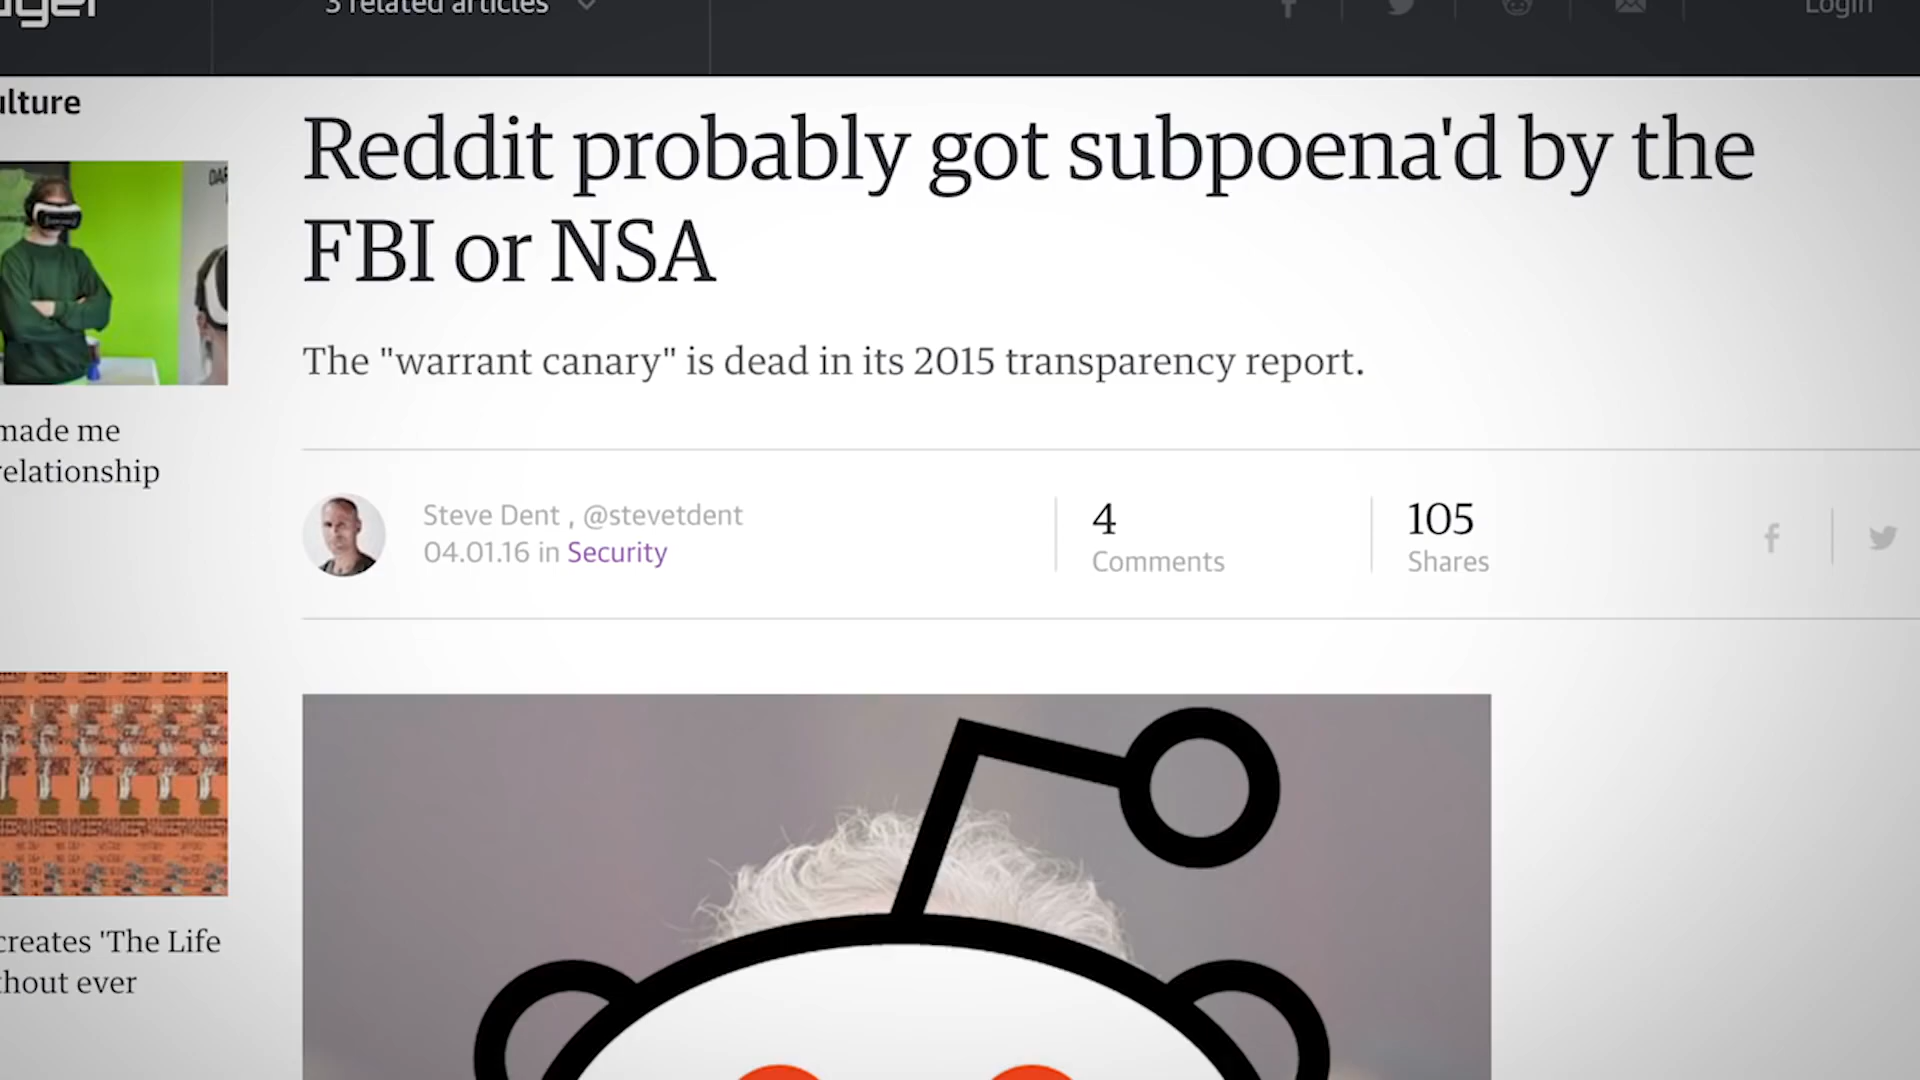 3 related articles
Login
ulture
Reddit probably got subpoena'd by the
FBI or NSA
The "warrant canary" is dead in its 2015 transparency report.
made me
relationship
Steve Dent , @stevetdent
04.01.16 in Security
4
Comments
105
Shares
creates 'The Life
thout ever